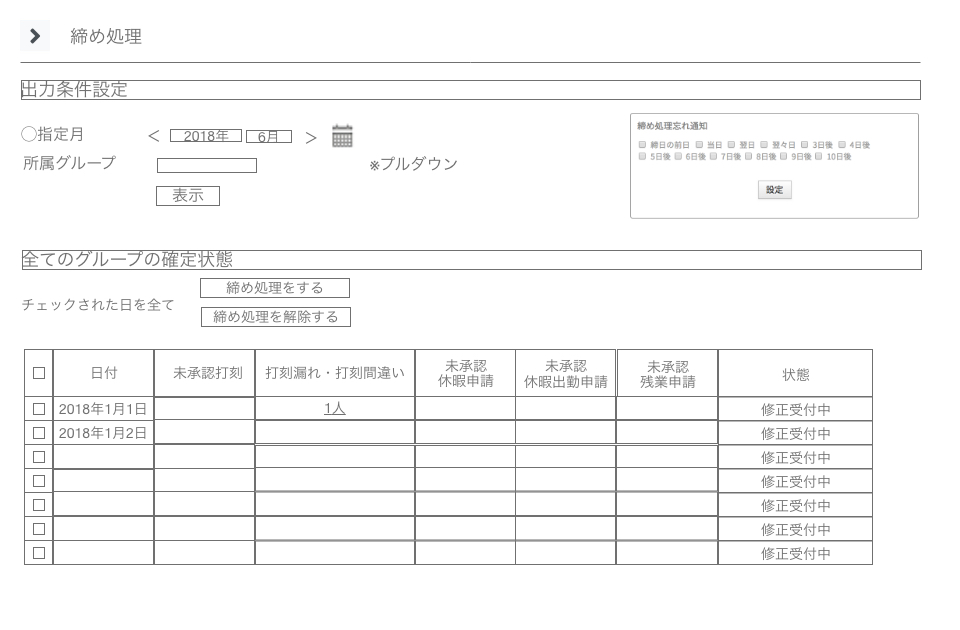 締め処理
出力条件設定
○指定月 < 2018年 6月 >
所属グループ ※プルダウン
表示
締め処理忘れ通知
締日の前日 当日 翌日 翌々日 3日後 4日後
5日後 6日後 7日後 8日後 9日後 10日後
設定
全てのグループの確定状態
チェックされた日を全て
締め処理をする
締め処理を解除する
日付 未承認打刻 打刻漏れ・打刻間違い 未承認休暇申請 未承認休暇出勤申請 未承認残業申請 状態
2018年1月1日 1人 修正受付中
2018年1月2日 修正受付中
修正受付中
修正受付中
修正受付中
修正受付中
修正受付中